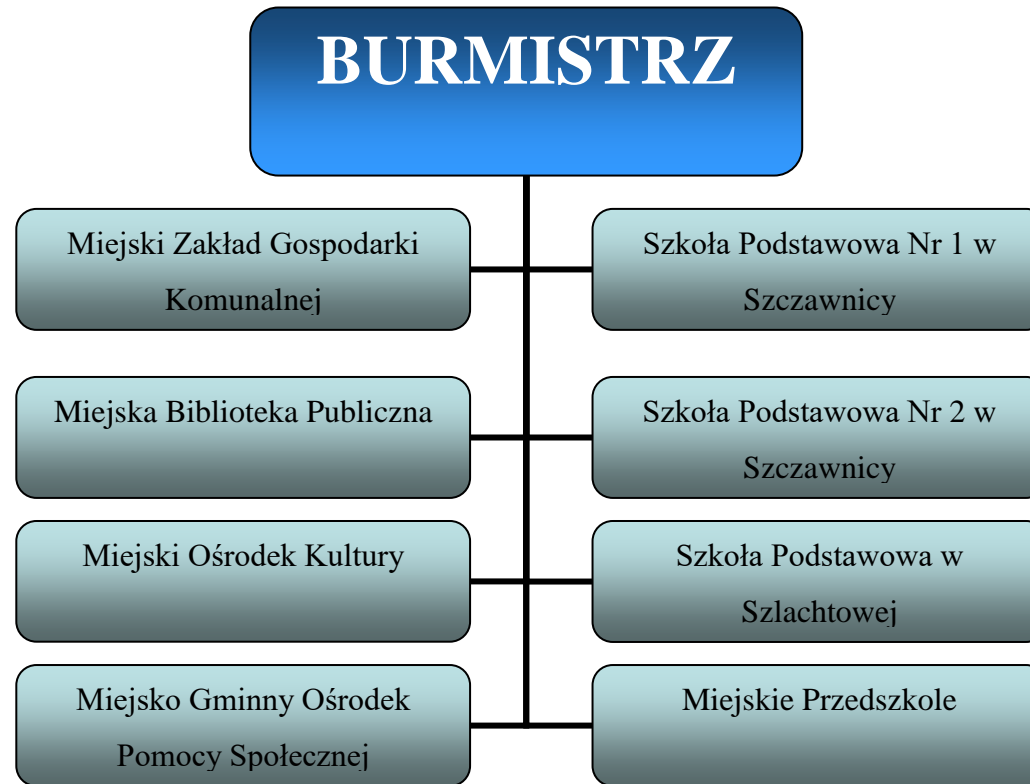 BURMISTRZ
Miejski Zakład Gospodarki
Komunalnej
Szkoła Podstawowa Nr 1 w
Szczawnicy
Miejska Biblioteka Publiczna
Szkoła Podstawowa Nr 2 w
Szczawnicy
Miejski Ośrodek Kultury
Szkoła Podstawowa w
Szlachtowej
Miejsko Gminny Ośrodek
Pomocy Społecznej
Miejskie Przedszkole